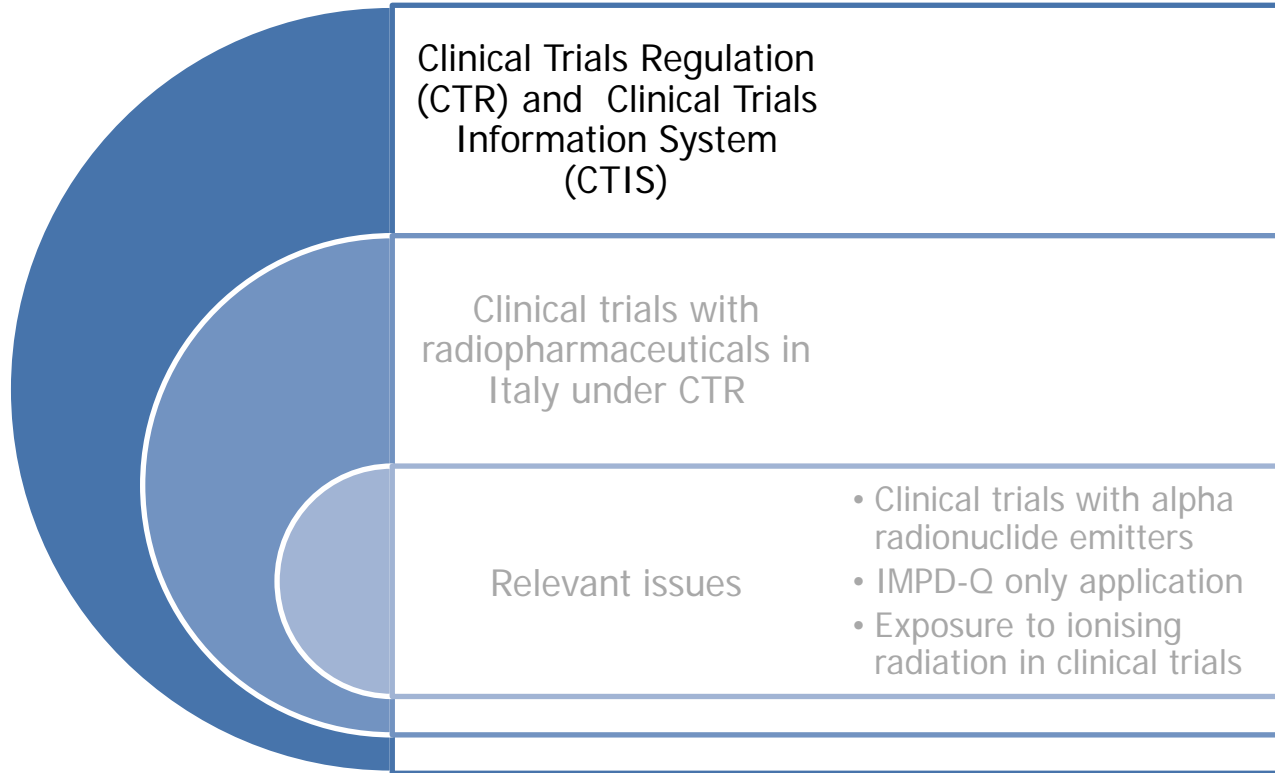 Clinical Trials Regulation
(CTR) and  Clinical Trials
Information System
(CTIS)
Clinical trials with
radiopharmaceuticals in
Italy under CTR
Relevant issues
• Clinical trials with alpha
radionuclide emitters
• IMPD-Q only application
• Exposure to ionising
radiation in clinical trials